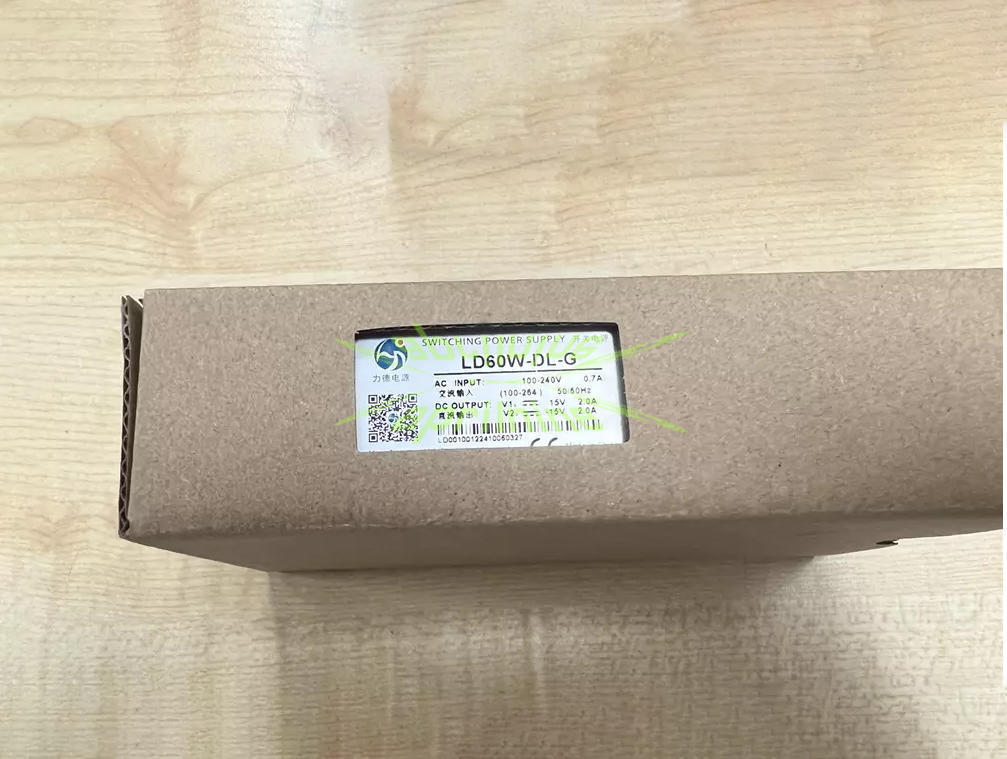 SWITCHING POWER SUPPLY 开关电源
LD60W-DL-G
力德电源
AC INPUT: 100-240V 0.7A
交流输入 (100-264) 50/60Hz
DC OUTPUT: V1: 15V 2.0A
直流输出 V2: -15V 2.0A
LD00100122410060327
CE